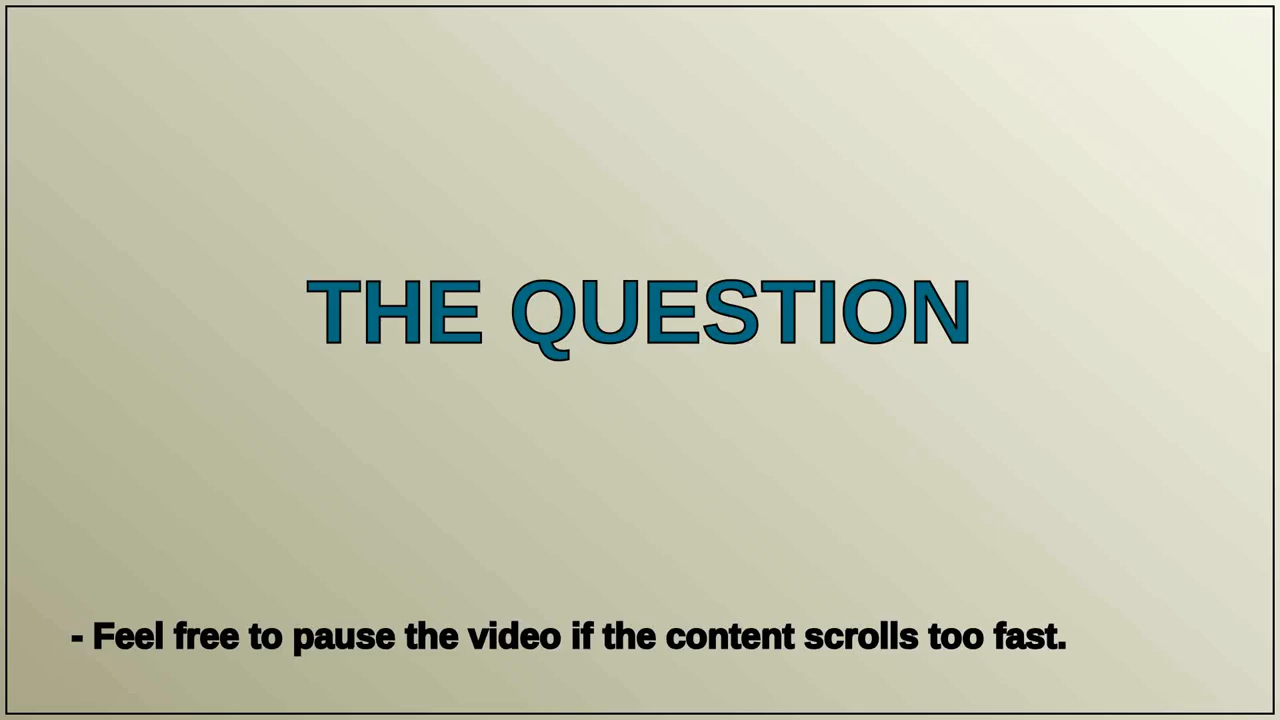 THE QUESTION
- Feel free to pause the video if the content scrolls too fast.